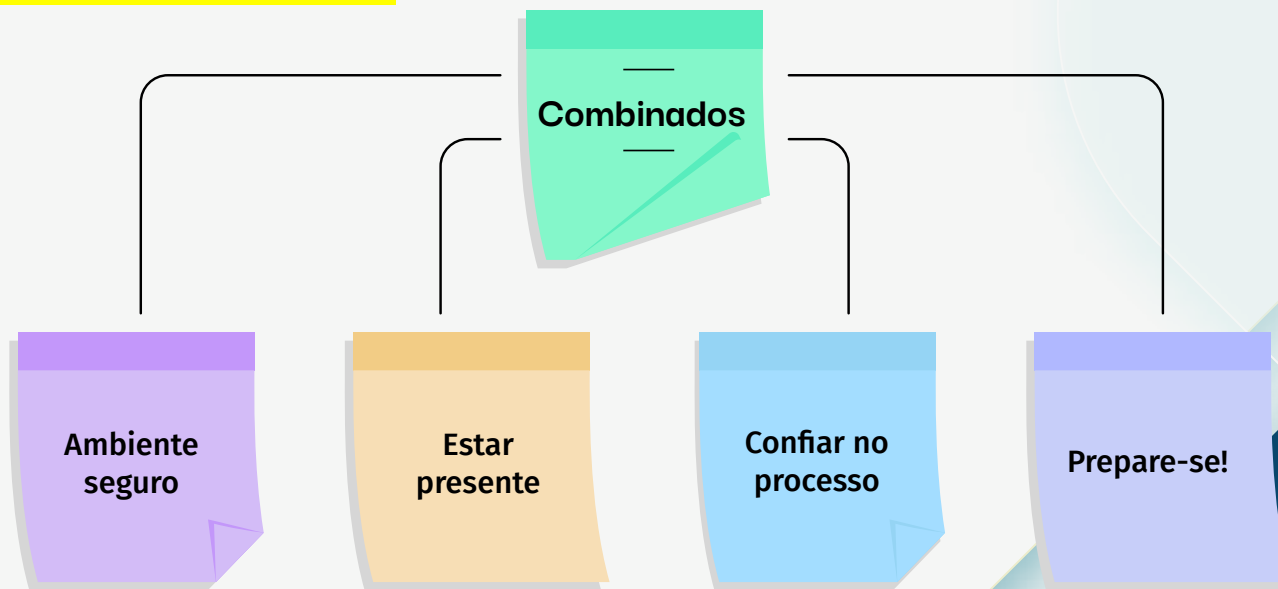 Combinados
Ambiente
seguro
Estar
presente
Confiar no
processo
Prepare-se!